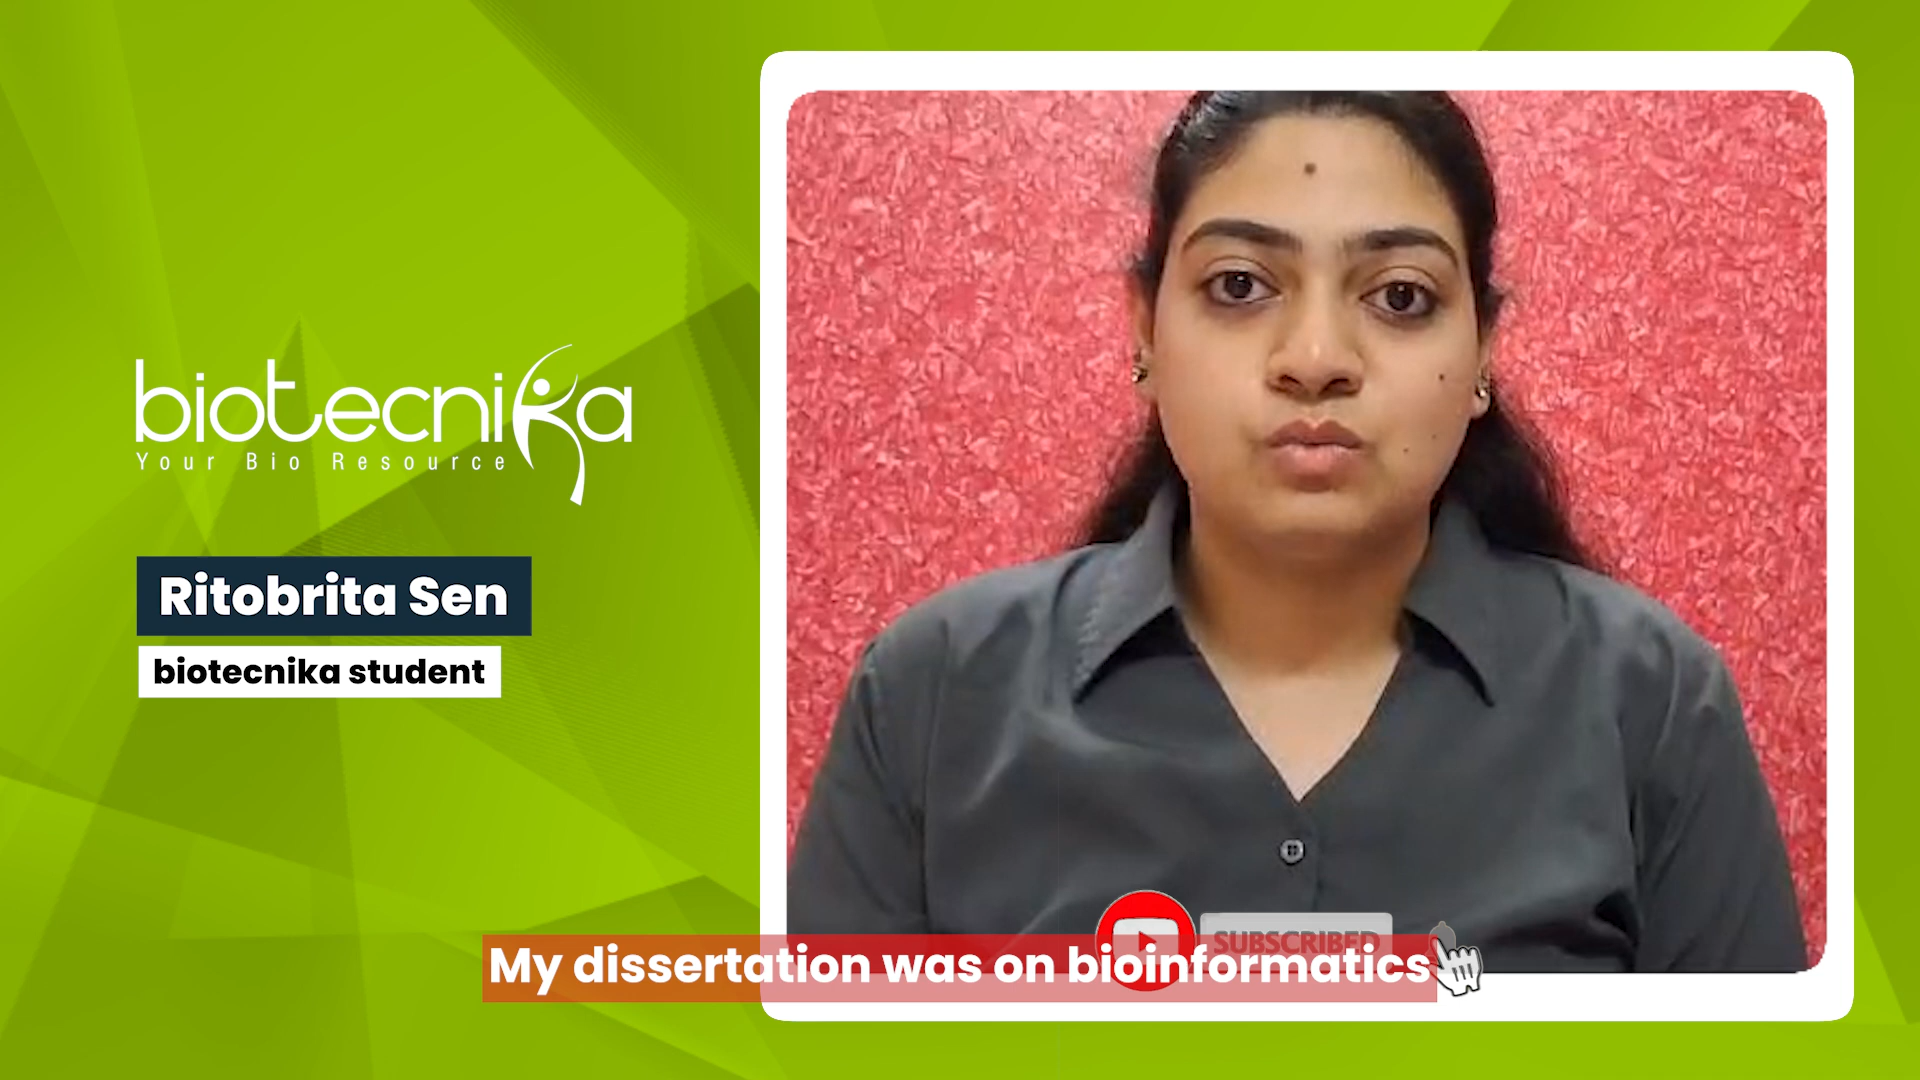 biotecnika
Your Bio Resource
Ritobrita Sen
biotecnika student
SUBSCRIBED
My dissertation was on bioinformatics